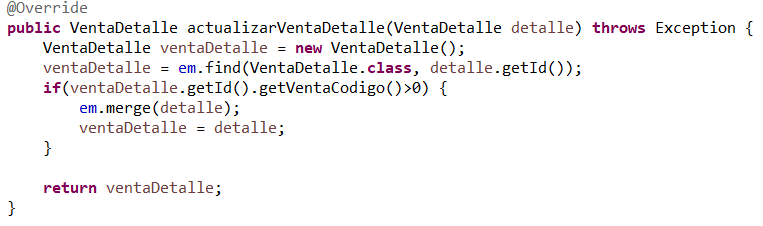 @Override
public VentaDetalle actualizarVentaDetalle(VentaDetalle detalle) throws Exception {
    VentaDetalle ventaDetalle = new VentaDetalle();
    ventaDetalle = em.find(VentaDetalle.class, detalle.getId());
    if(ventaDetalle.getId().getVentaCodigo()>0) {
        em.merge(detalle);
        ventaDetalle = detalle;
    }

    return ventaDetalle;
}